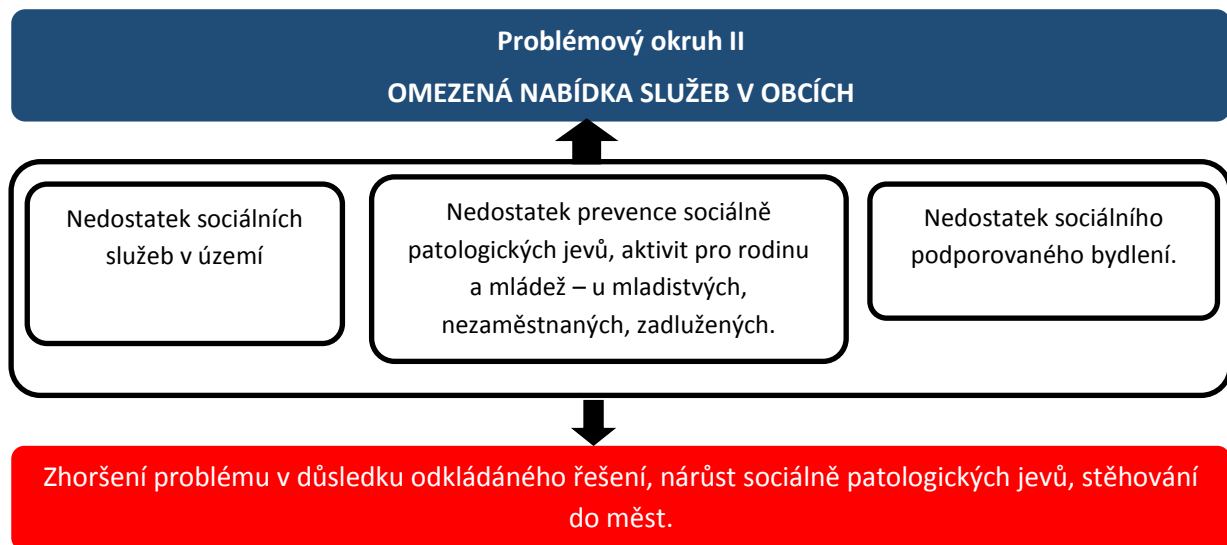 Problémový okruh II
OMEZENÁ NABÍDKA SLUŽEB V OBCÍCH
Nedostatek sociálních
služeb v území
Nedostatek prevence sociálně
patologických jevů, aktivit pro rodinu
a mládež – u mladistvých,
nezaměstnaných, zadlužených.
Nedostatek sociálního
podporovaného bydlení.
Zhoršení problému v důsledku odkládáného řešení, nárůst sociálně patologických jevů, stěhování
do měst.